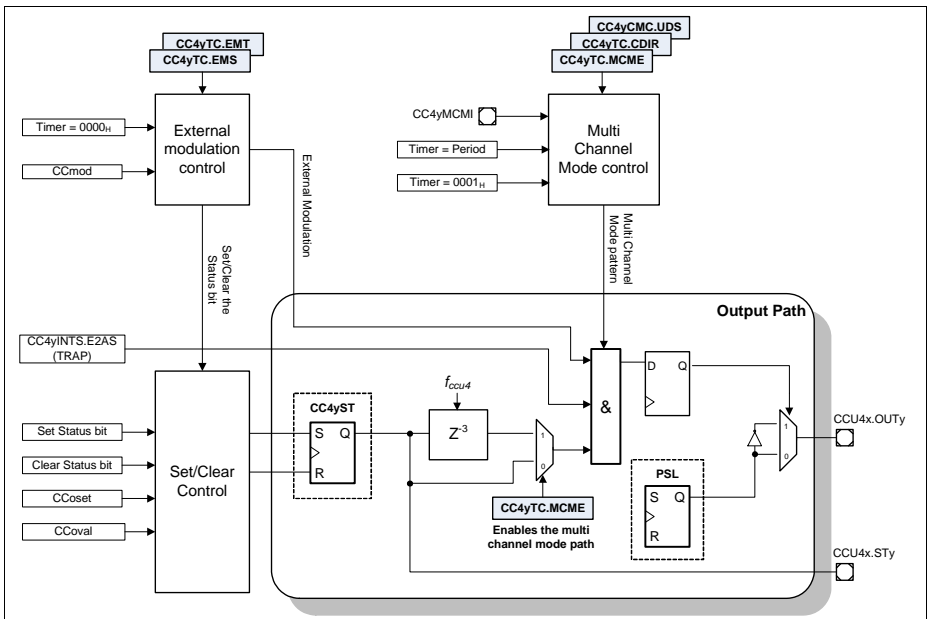 CC4yTC.EMT
CC4yTC.EMS
CC4yCMC.UDS
CC4yTC.CDIR
CC4yTC.MCME
Timer = 0000H
CCmod
External
modulation
control
CC4yMCMI
Timer = Period
Timer = 0001H
Multi
Channel
Mode control
External Modulation
Set/Clear the
Status bit
Multi Channel
Mode pattern
Output Path
CC4yINTS.E2AS
(TRAP)
Set Status bit
Clear Status bit
CCoset
CCoval
Set/Clear
Control
CC4yST
S Q
R
fccu4
Z-3
1
0
CC4yTC.MCME
Enables the multi
channel mode path
&
D Q
PSL
S Q
R
1
0
CCU4x.OUTy
CCU4x.STy